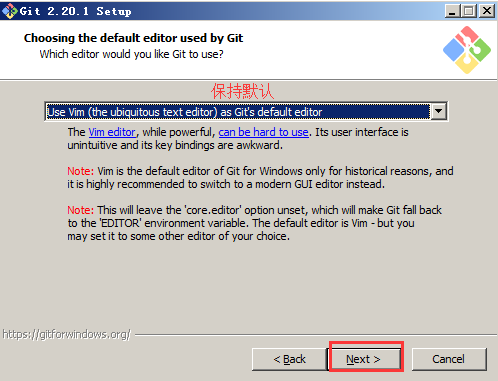 Git 2.20.1 Setup
Choosing the default editor used by Git
Which editor would you like Git to use?
保持默认
Use Vim (the ubiquitous text editor) as Git's default editor
The Vim editor, while powerful, can be hard to use. Its user interface is
unintuitive and its key bindings are awkward.
Note: Vim is the default editor of Git for Windows only for historical reasons, and
it is highly recommended to switch to a modern GUI editor instead.
Note: This will leave the 'core.editor' option unset, which will make Git fall back
to the 'EDITOR' environment variable. The default editor is Vim - but you
may set it to some other editor of your choice.
https://gitforwindows.org/
< Back
Next >
Cancel